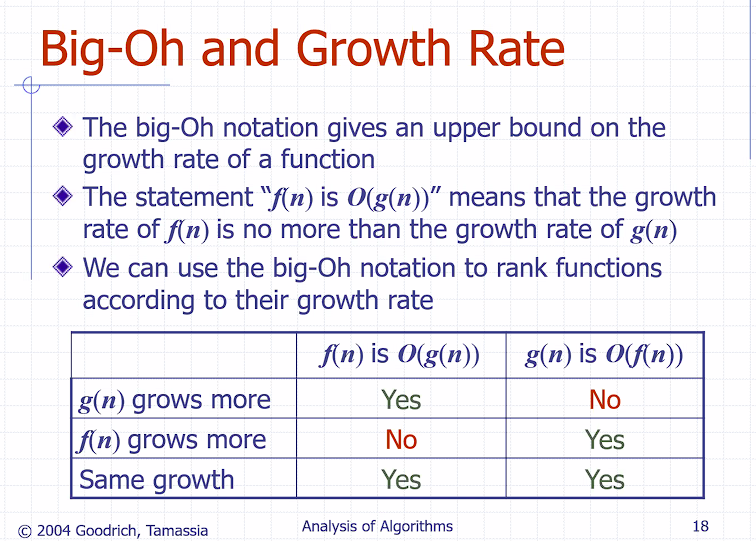 Big-Oh and Growth Rate
The big-Oh notation gives an upper bound on the
growth rate of a function
The statement “f(n) is O(g(n))” means that the growth
rate of f(n) is no more than the growth rate of g(n)
We can use the big-Oh notation to rank functions
according to their growth rate
f(n) is O(g(n)) g(n) is O(f(n))
g(n) grows more Yes No
f(n) grows more No Yes
Same growth Yes Yes
© 2004 Goodrich, Tamassia Analysis of Algorithms 18